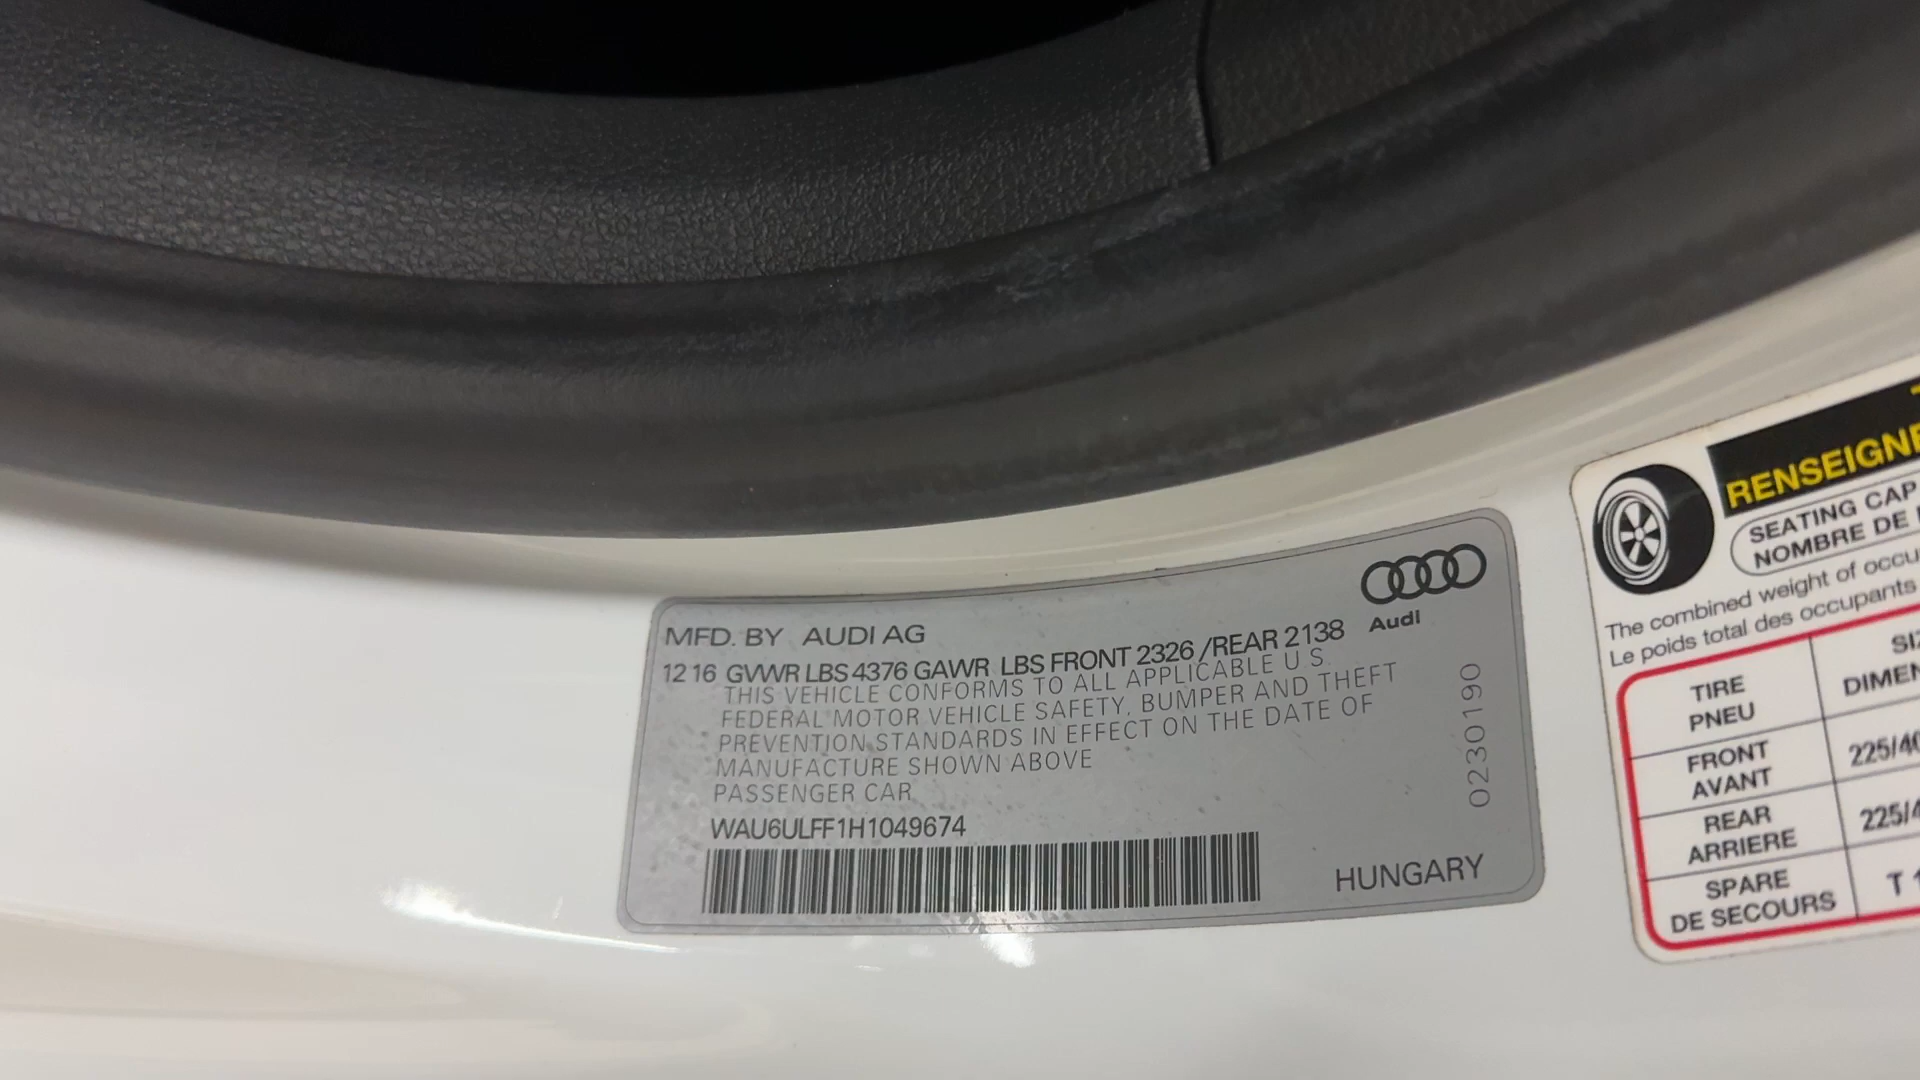 MFD. BY AUDI AG
Audi
12 16 GVWR LBS 4376 GAWR LBS FRONT 2326 /REAR 2138
THIS VEHICLE CONFORMS TO ALL APPLICABLE U.S.
FEDERAL MOTOR VEHICLE SAFETY, BUMPER AND THEFT
PREVENTION STANDARDS IN EFFECT ON THE DATE OF
MANUFACTURE SHOWN ABOVE
PASSENGER CAR
WAU6ULFF1H1049674
HUNGARY
0230190
RENSEIGNE
SEATING CAP
NOMBRE DE
The combined weight of occu
Le poids total des occupants
TIRE
PNEU
SIZ
DIMEN
FRONT
AVANT
225/40
REAR
ARRIERE
225/4
SPARE
DE SECOURS
T 1